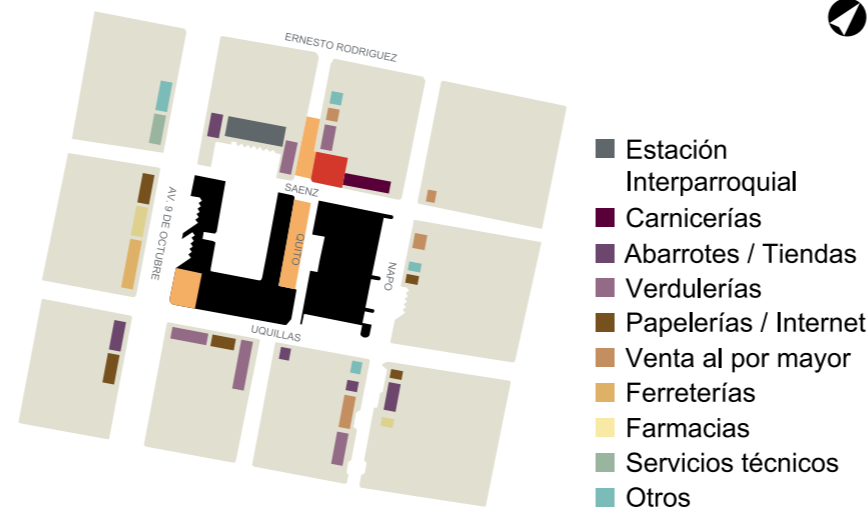 ERNESTO RODRIGUEZ
SAENZ
AV. 9 DE OCTUBRE
QUITO
NAPO
UQUILLAS
Estación
Interparroquial
Carnicerías
Abarrotes / Tiendas
Verdulerías
Papelerías / Internet
Venta al por mayor
Ferreterías
Farmacias
Servicios técnicos
Otros